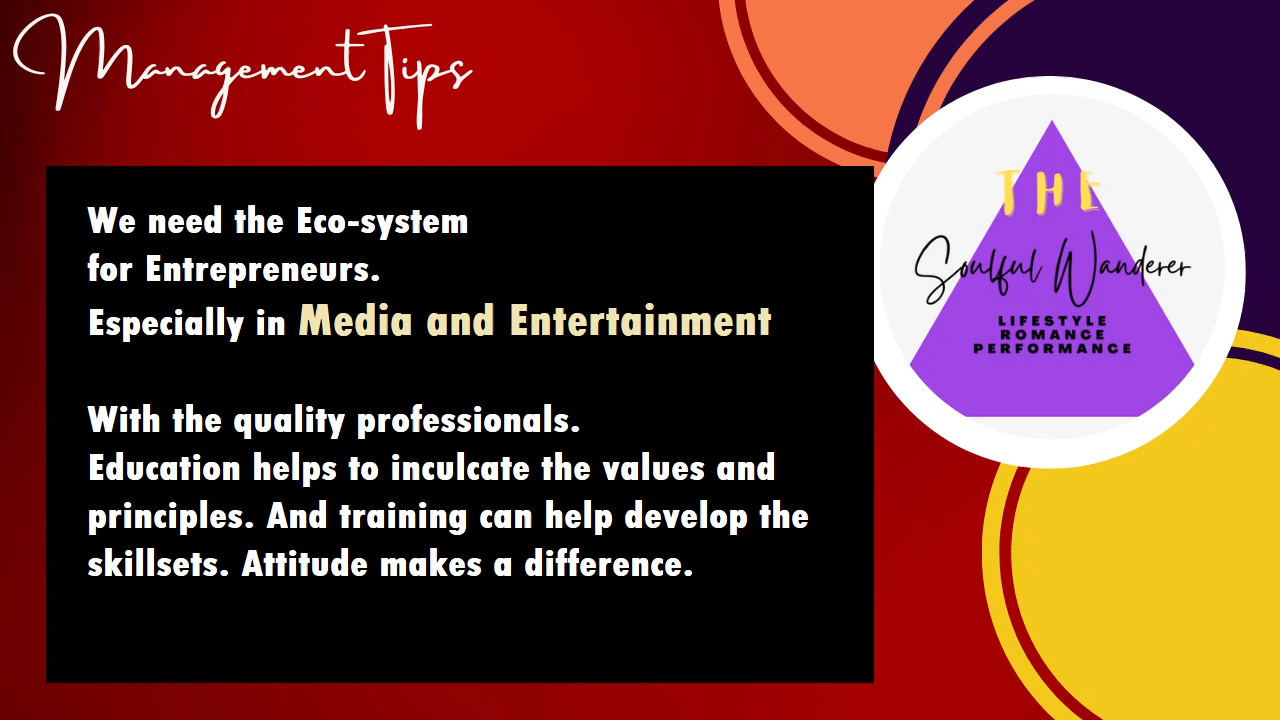 Management Tips
We need the Eco-system
for Entrepreneurs.
Especially in Media and Entertainment
With the quality professionals.
Education helps to inculcate the values and
principles. And training can help develop the
skillsets. Attitude makes a difference.
THE
Soulful Wanderer
LIFESTYLE
ROMANCE
PERFORMANCE